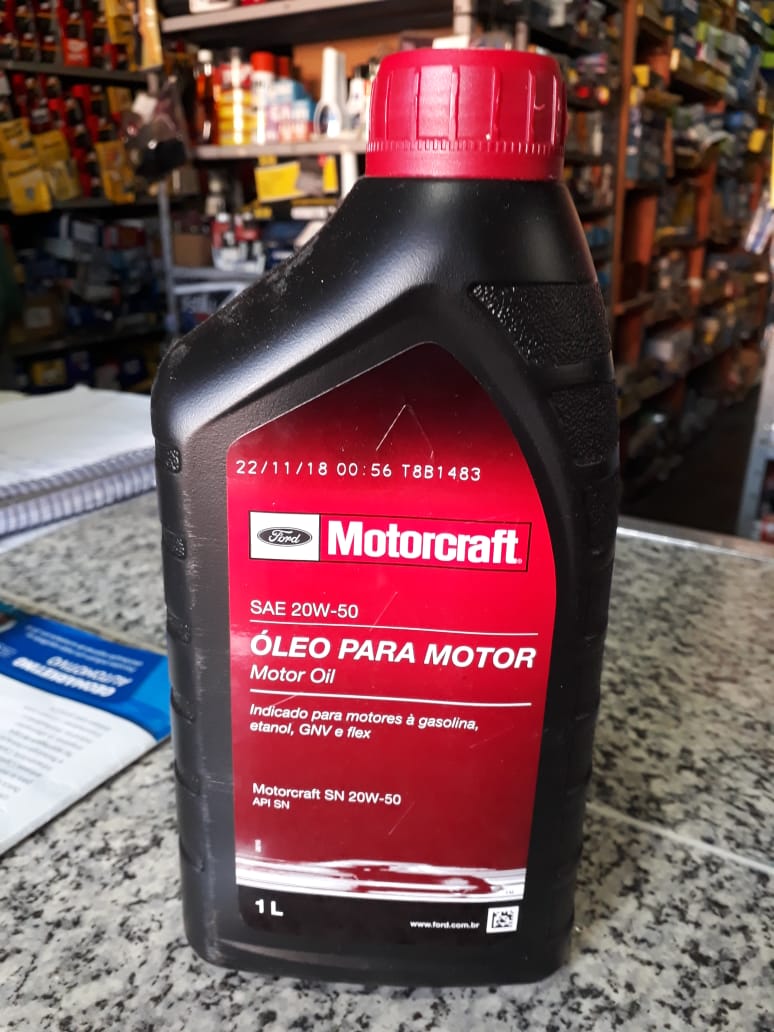 22/11/18 00:56 T8B1483
Ford Motorcraft
SAE 20W-50
ÓLEO PARA MOTOR
Motor Oil
Indicado para motores à gasolina,
etanol, GNV e flex
Motorcraft SN 20W-50
API SN
1 L
www.ford.com.br
AUTOMOTIVO